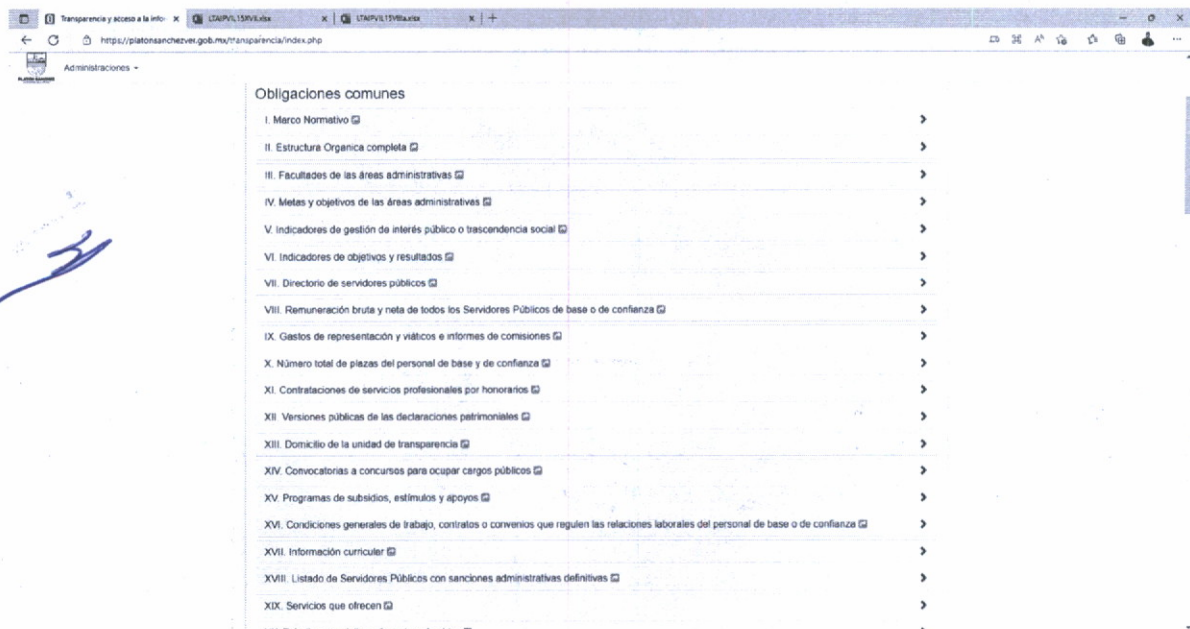 Transparencia y acceso a la infor
LTAIPVIL15XVII.xlsx
LTAIPVIL15VIIIa.xlsx
https://platonsanchezver.gob.mx/transparencia/index.php
Administraciones
Obligaciones comunes
I. Marco Normativo
II. Estructura Organica completa
III. Facultades de las áreas administrativas
IV. Metas y objetivos de las áreas administrativas
V. Indicadores de gestión de interés público o trascendencia social
VI. Indicadores de objetivos y resultados
VII. Directorio de servidores públicos
VIII. Remuneración bruta y neta de todos los Servidores Públicos de base o de confianza
IX. Gastos de representación y viáticos e informes de comisiones
X. Número total de plazas del personal de base y de confianza
XI. Contrataciones de servicios profesionales por honorarios
XII. Versiones públicas de las declaraciones patrimoniales
XIII. Domicilio de la unidad de transparencia
XIV. Convocatorias a concursos para ocupar cargos públicos
XV. Programas de subsidios, estímulos y apoyos
XVI. Condiciones generales de trabajo, contratos o convenios que regulen las relaciones laborales del personal de base o de confianza
XVII. Información curricular
XVIII. Listado de Servidores Públicos con sanciones administrativas definitivas
XIX. Servicios que ofrecen